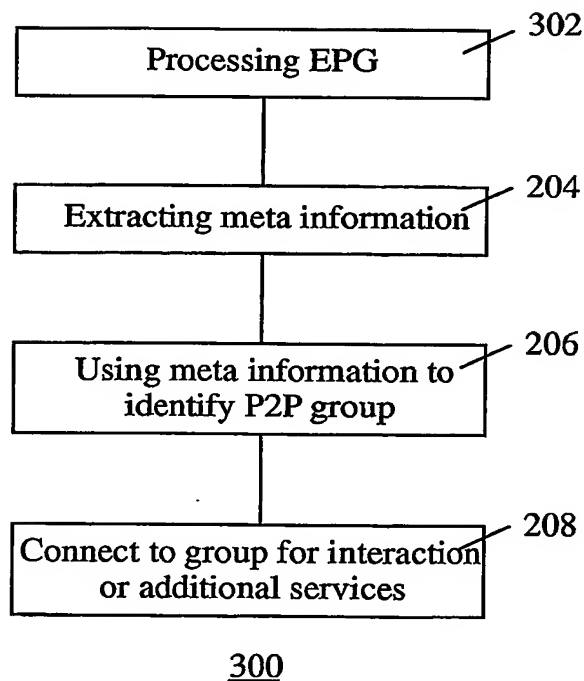 302
Processing EPG
204
Extracting meta information
206
Using meta information to
identify P2P group
208
Connect to group for interaction
or additional services
300